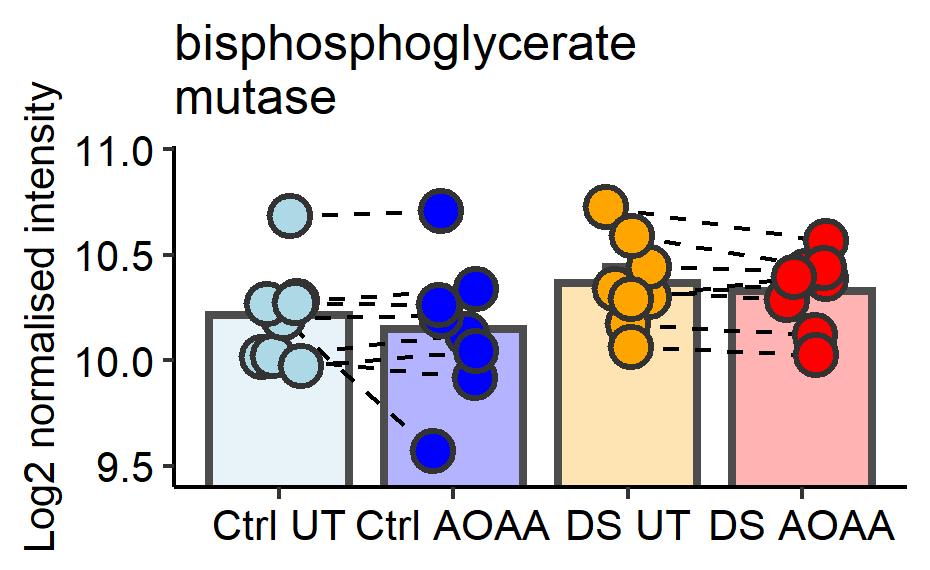 bisphosphoglycerate
mutase
Log2 normalised intensity
11.0
10.5
10.0
9.5
Ctrl UT Ctrl AOAA DS UT DS AOAA